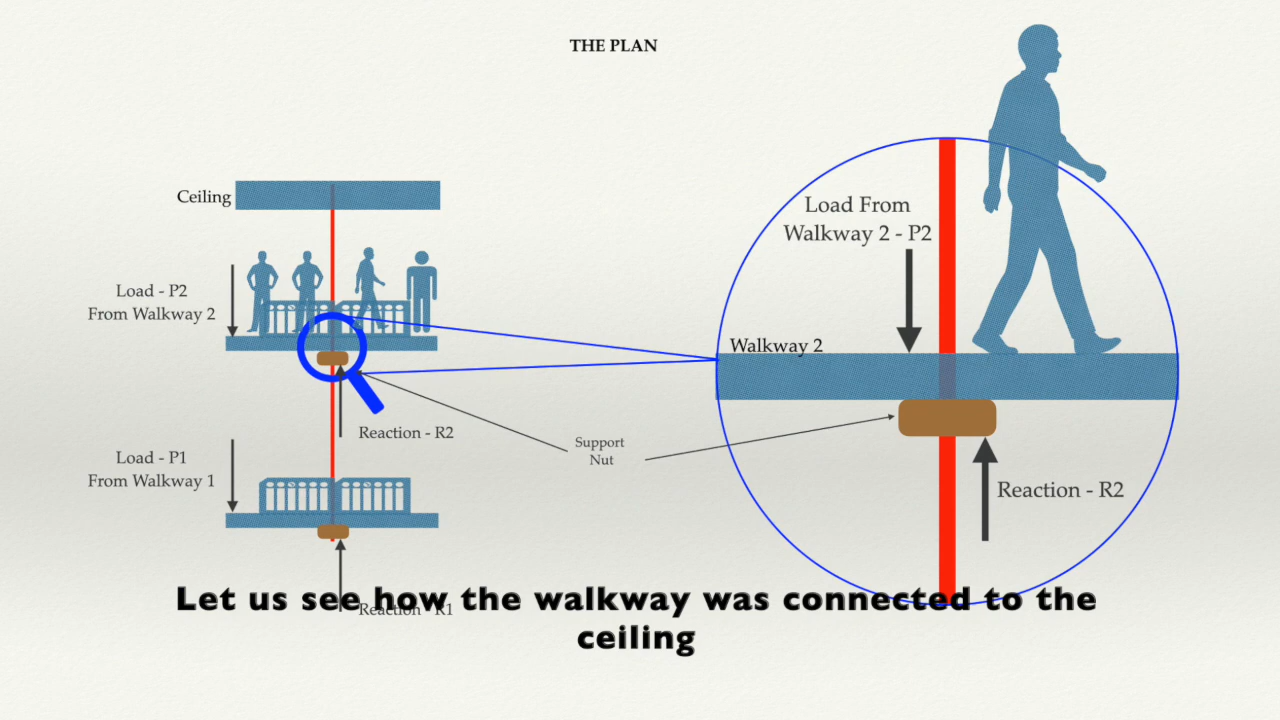 THE PLAN
Ceiling
Load - P2
From Walkway 2
Reaction - R2
Load - P1
From Walkway 1
Reaction - R1
Support
Nut
Load From
Walkway 2 - P2
Walkway 2
Reaction - R2
Let us see how the walkway was connected to the
ceiling